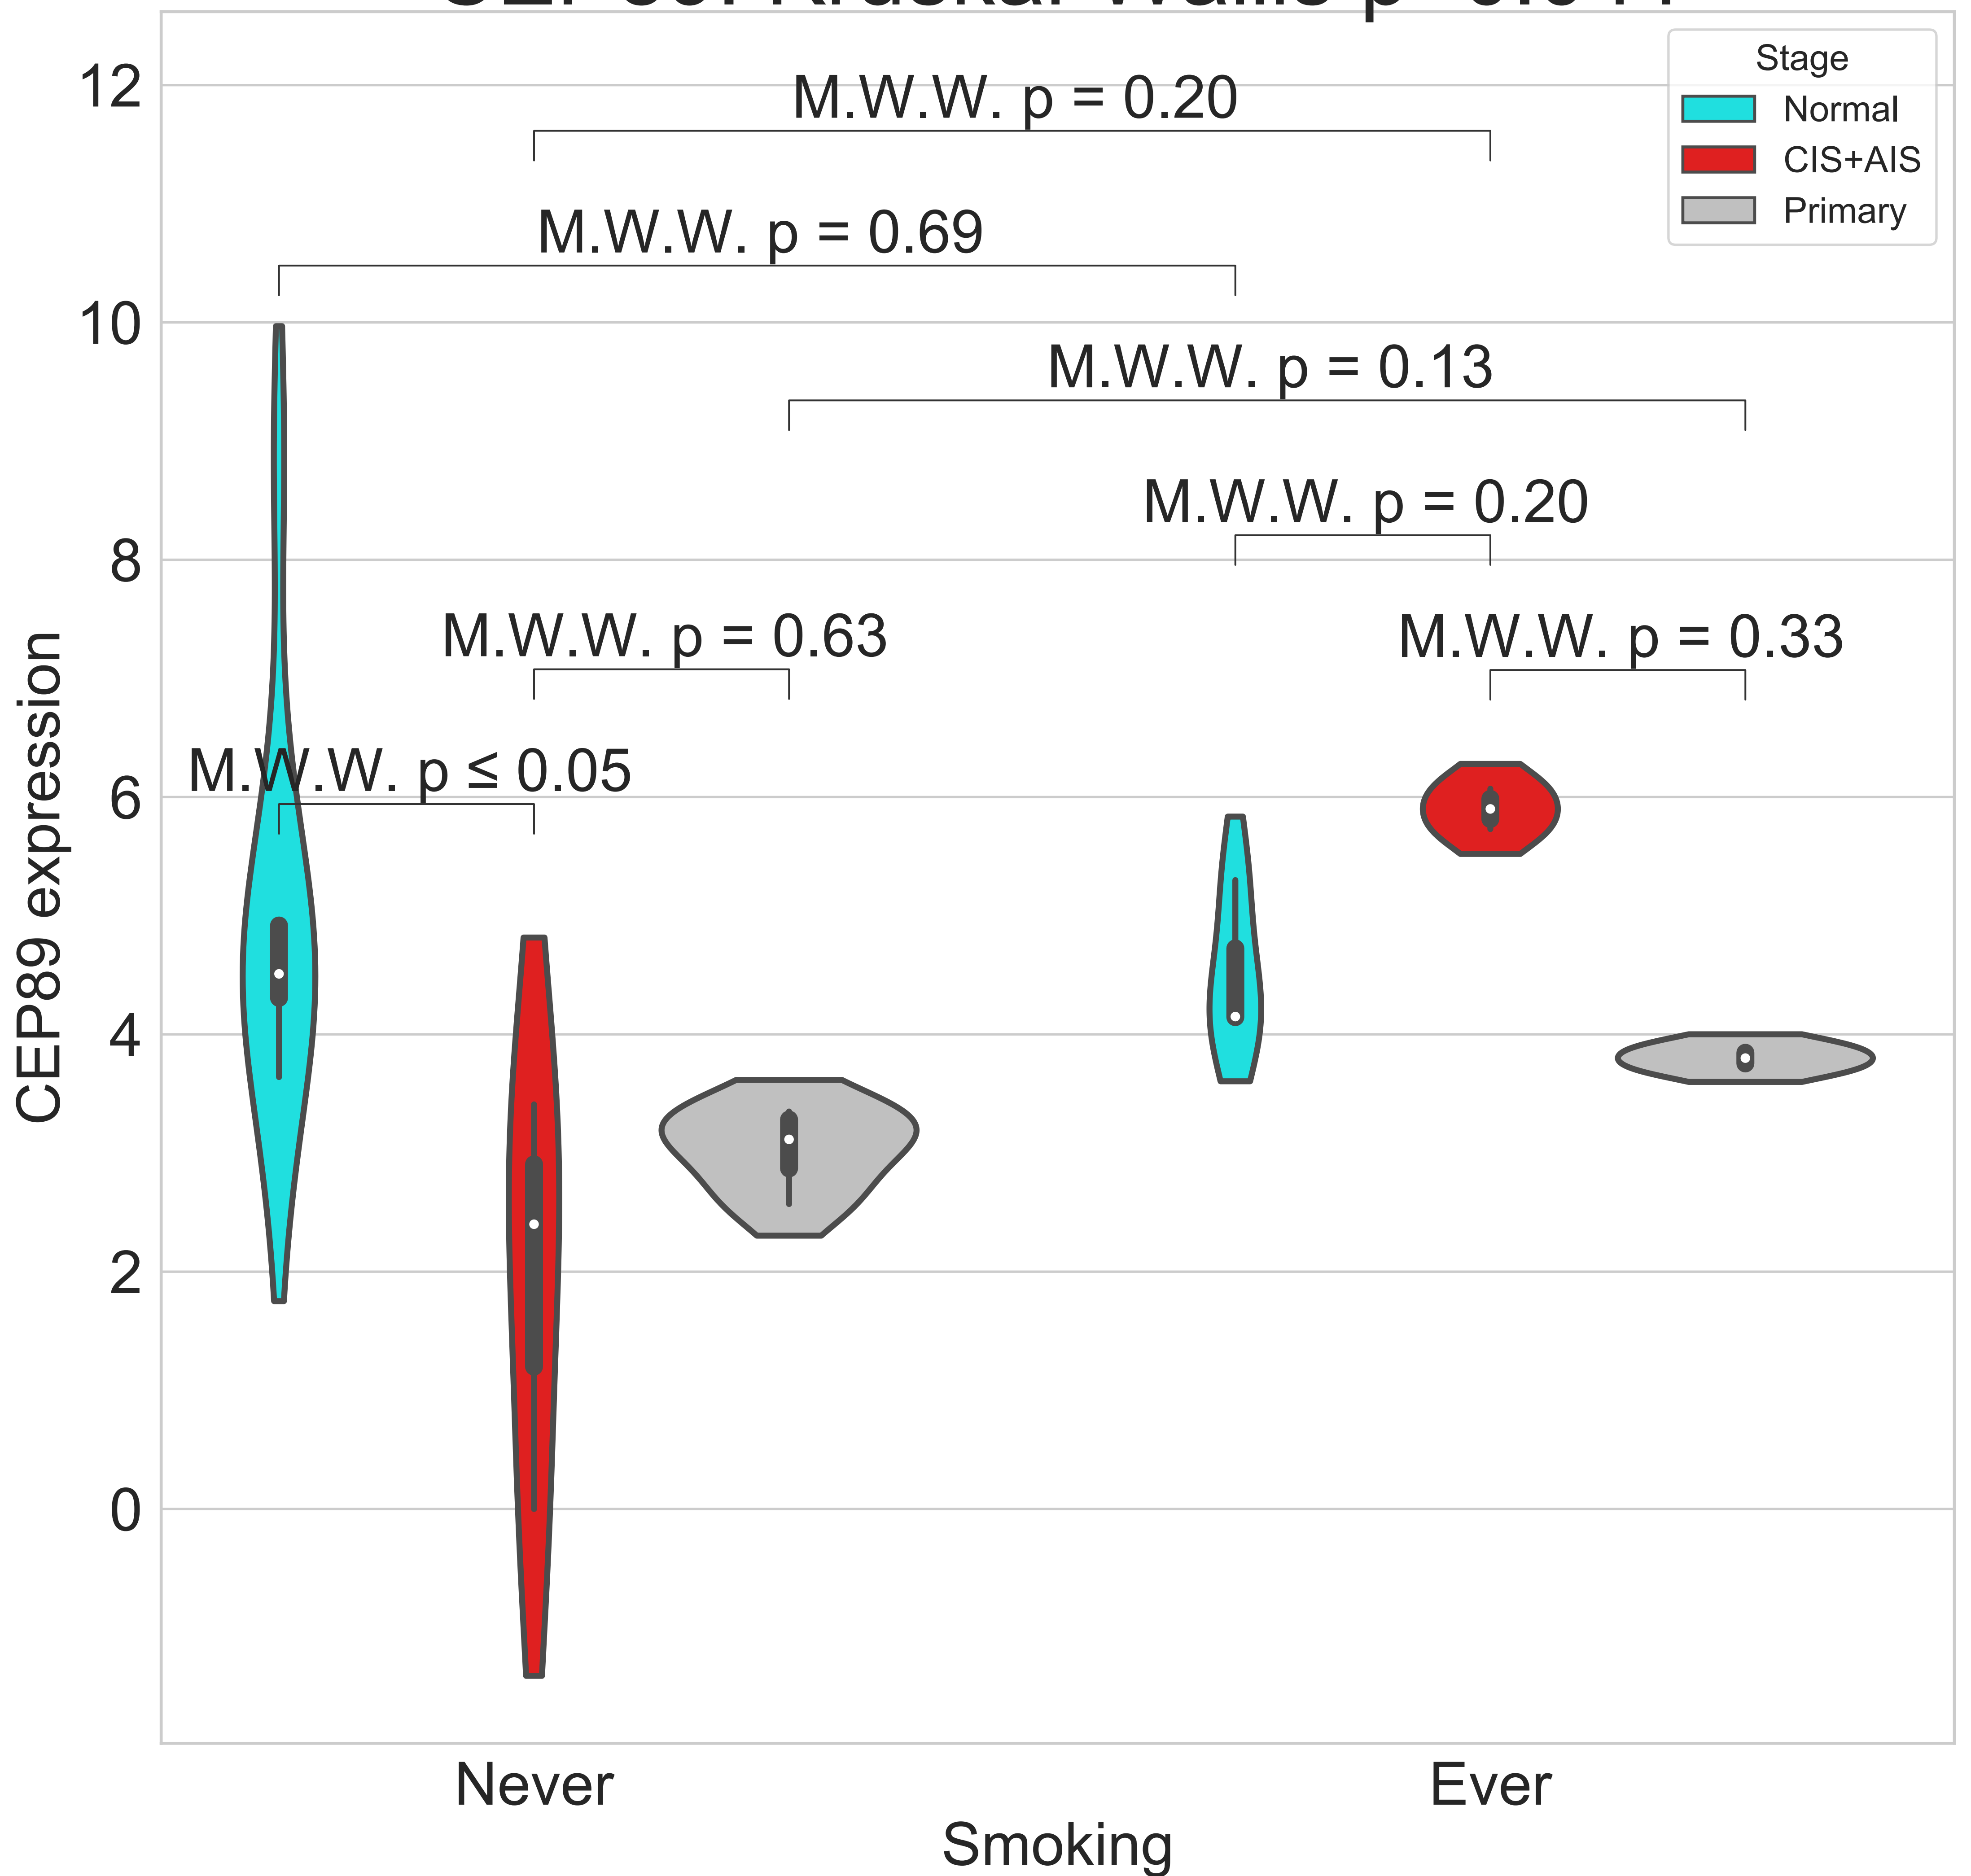 12
10
8
6
4
2
0
CEP89 expression
Stage
Normal
CIS+AIS
Primary
M.W.W. p = 0.20
M.W.W. p = 0.69
M.W.W. p = 0.13
M.W.W. p = 0.20
M.W.W. p = 0.63
M.W.W. p = 0.33
M.W.W. p ≤ 0.05
Never
Ever
Smoking